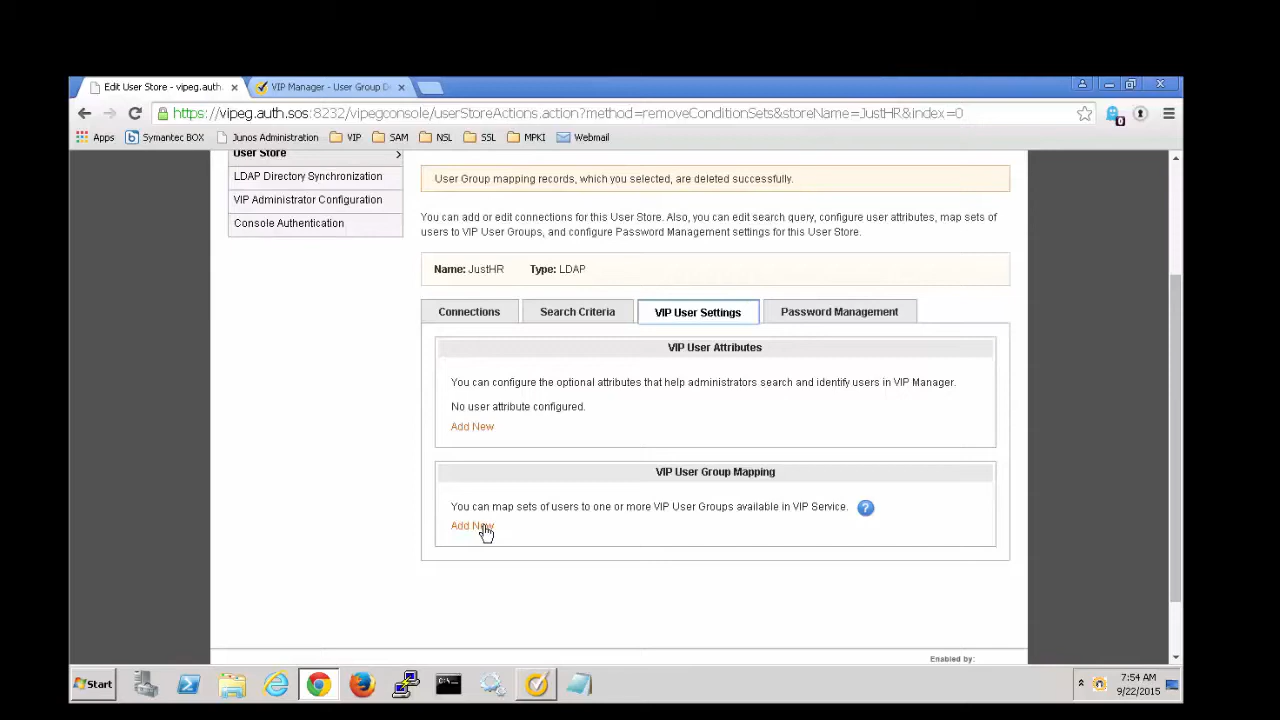 Edit User Store - vipeg.auth.
VIP Manager - User Group D
https://vipeg.auth.sos:8232/vipegconsole/userStoreActions.action?method=removeConditionSets&storeName=JustHR&index=0
Apps
Symantec BOX
Junos Administration
VIP
SAM
NSL
SSL
MPKI
Webmail
User Store
LDAP Directory Synchronization
VIP Administrator Configuration
Console Authentication
User Group mapping records, which you selected, are deleted successfully.
You can add or edit connections for this User Store. Also, you can edit search query, configure user attributes, map sets of
users to VIP User Groups, and configure Password Management settings for this User Store.
Name: JustHR Type: LDAP
Connections
Search Criteria
VIP User Settings
Password Management
VIP User Attributes
You can configure the optional attributes that help administrators search and identify users in VIP Manager.
No user attribute configured.
Add New
VIP User Group Mapping
You can map sets of users to one or more VIP User Groups available in VIP Service. ?
Add New
Enabled by:
Start
7:54 AM
9/22/2015